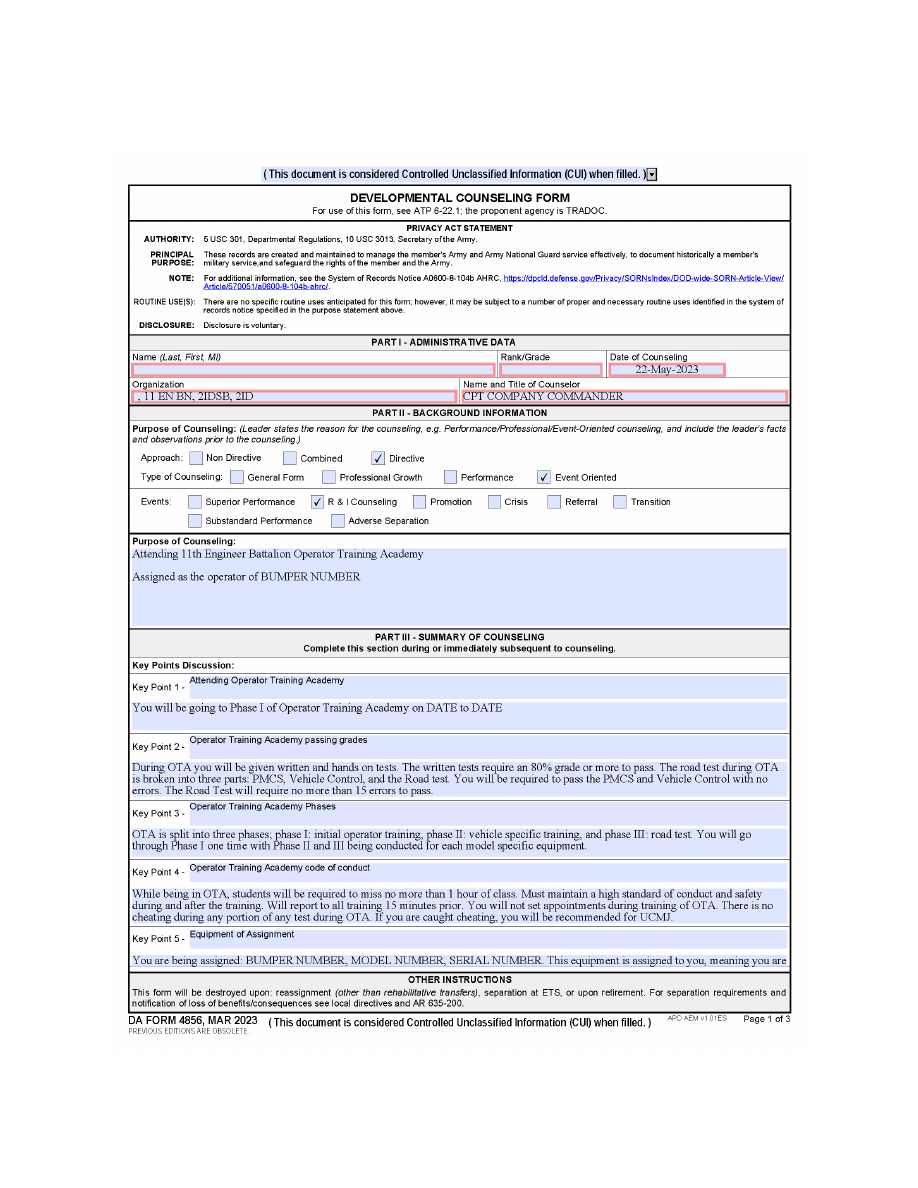 ( This document is considered Controlled Unclassified Information (CUI) when filled. )
DEVELOPMENTAL COUNSELING FORM
For use of this form, see ATP 6-22.1; the proponent agency is TRADOC.
PRIVACY ACT STATEMENT
AUTHORITY: 5 USC 301, Departmental Regulations, 10 USC 3013, Secretary of the Army.
PRINCIPAL PURPOSE: These records are created and maintained to manage the member's Army and Army National Guard service effectively, to document historically a member's
military service,and safeguard the rights of the member and the Army.
NOTE: For additional information, see the System of Records Notice A0600-8-104b AHRC, https://dpcld.defense.gov/Privacy/SORNsIndex/DOD-wide-SORN-Article-View/
Article/570051/a0600-8-104b-ahrc/.
ROUTINE USE(S): There are no specific routine uses anticipated for this form; however, it may be subject to a number of proper and necessary routine uses identified in the system of
records notice specified in the purpose statement above.
DISCLOSURE: Disclosure is voluntary.
PART I - ADMINISTRATIVE DATA
Name (Last, First, MI) Rank/Grade Date of Counseling
22-May-2023
Organization Name and Title of Counselor
, 11 EN BN, 2IDSB, 2ID CPT COMPANY COMMANDER
PART II - BACKGROUND INFORMATION
Purpose of Counseling: (Leader states the reason for the counseling, e.g. Performance/Professional/Event-Oriented counseling, and include the leader's facts
and observations prior to the counseling.)
Approach: Non Directive Combined ✓ Directive
Type of Counseling: General Form Professional Growth Performance ✓ Event Oriented
Events: Superior Performance ✓ R & I Counseling Promotion Crisis Referral Transition
Substandard Performance Adverse Separation
Purpose of Counseling:
Attending 11th Engineer Battalion Operator Training Academy
Assigned as the operator of BUMPER NUMBER
PART III - SUMMARY OF COUNSELING
Complete this section during or immediately subsequent to counseling.
Key Points Discussion:
Key Point 1 - Attending Operator Training Academy
You will be going to Phase I of Operator Training Academy on DATE to DATE
Key Point 2 - Operator Training Academy passing grades
During OTA you will be given written and hands on tests. The written tests require an 80% grade or more to pass. The road test during OTA
is broken into three parts: PMCS, Vehicle Control, and the Road test. You will be required to pass the PMCS and Vehicle Control with no
errors. The Road Test will require no more than 15 errors to pass.
Key Point 3 - Operator Training Academy Phases
OTA is split into three phases; phase I: initial operator training, phase II: vehicle specific training, and phase III: road test. You will go
through Phase I one time with Phase II and III being conducted for each model specific equipment.
Key Point 4 - Operator Training Academy code of conduct
While being in OTA, students will be required to miss no more than 1 hour of class. Must maintain a high standard of conduct and safety
during and after the training. Will report to all training 15 minutes prior. You will not set appointments during training of OTA. There is no
cheating during any portion of any test during OTA. If you are caught cheating, you will be recommended for UCMJ.
Key Point 5 - Equipment of Assignment
You are being assigned: BUMPER NUMBER, MODEL NUMBER, SERIAL NUMBER. This equipment is assigned to you, meaning you are
OTHER INSTRUCTIONS
This form will be destroyed upon: reassignment (other than rehabilitative transfers), separation at ETS, or upon retirement. For separation requirements and
notification of loss of benefits/consequences see local directives and AR 635-200.
DA FORM 4856, MAR 2023 ( This document is considered Controlled Unclassified Information (CUI) when filled. ) APD AEM v1.01ES Page 1 of 3
PREVIOUS EDITIONS ARE OBSOLETE.